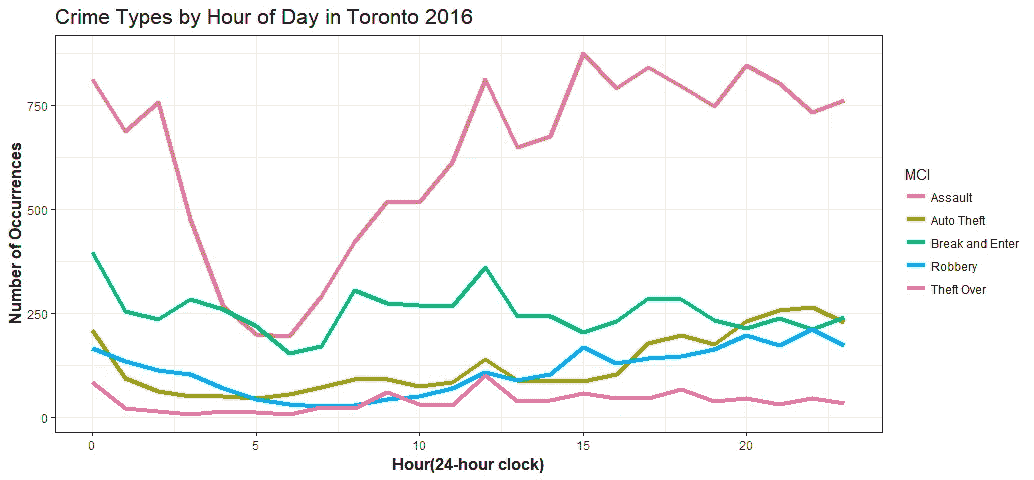 Crime Types by Hour of Day in Toronto 2016
Number of Occurrences
750
500
250
0
0 5 10 15 20
Hour(24-hour clock)
MCI
Assault
Auto Theft
Break and Enter
Robbery
Theft Over